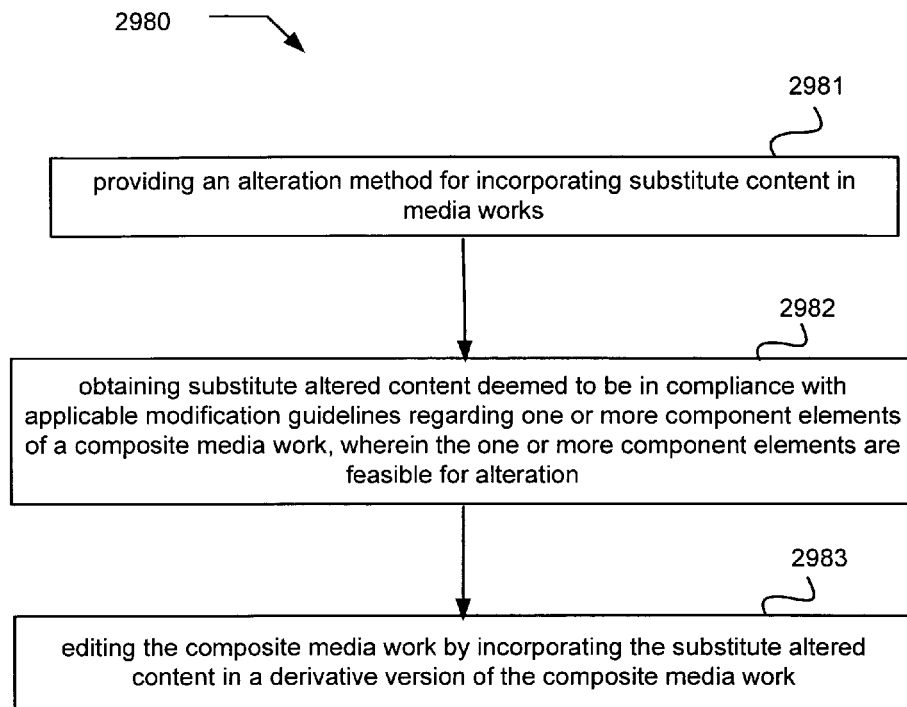 2980
2981
providing an alteration method for incorporating substitute content in
media works
2982
obtaining substitute altered content deemed to be in compliance with
applicable modification guidelines regarding one or more component elements
of a composite media work, wherein the one or more component elements are
feasible for alteration
2983
editing the composite media work by incorporating the substitute altered
content in a derivative version of the composite media work